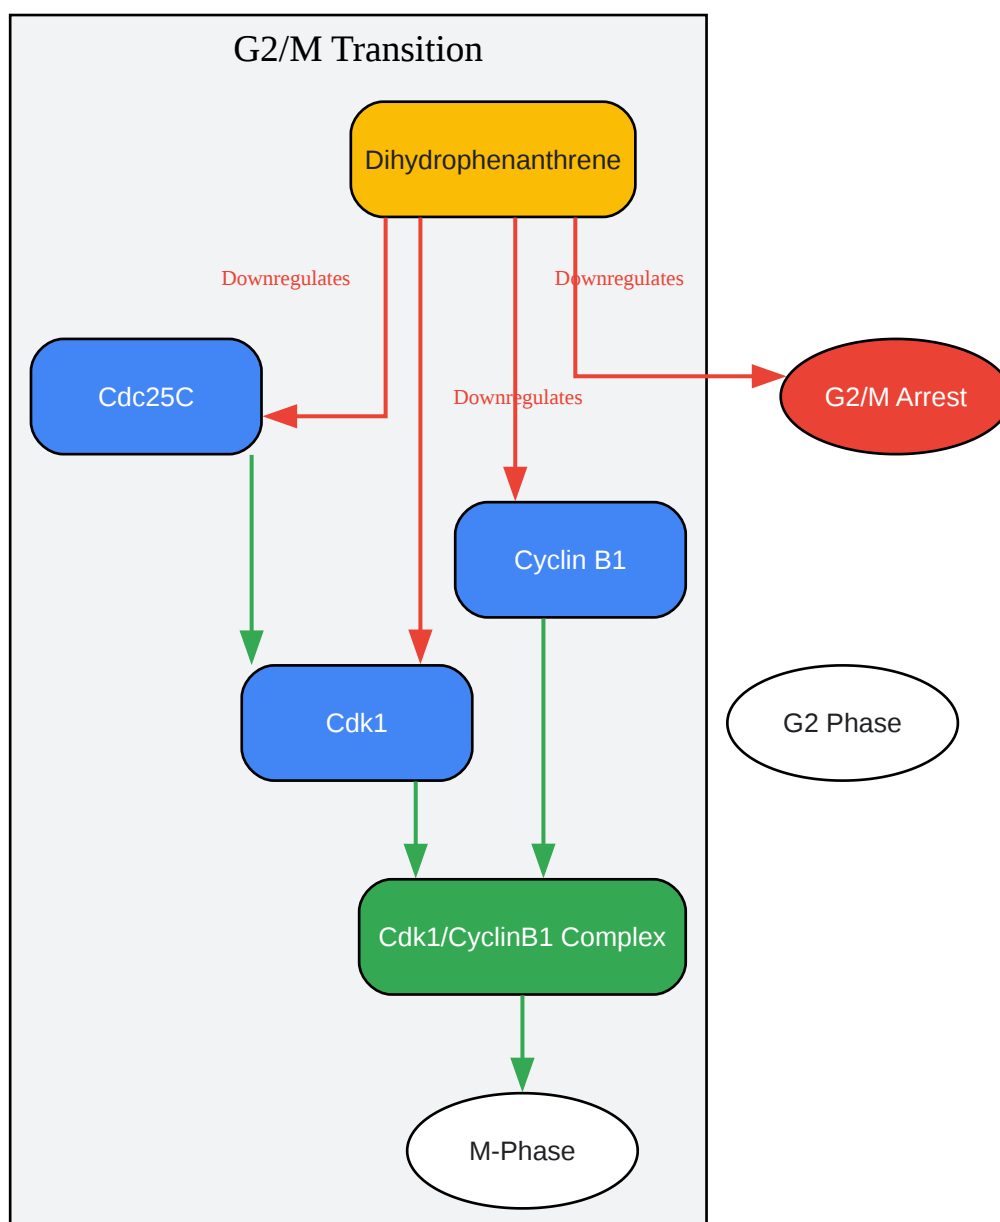 G2/M Transition
Dihydrophenanthrene
Downregulates
Downregulates
Cdc25C
Downregulates
G2/M Arrest
Cyclin B1
Cdk1
G2 Phase
Cdk1/CyclinB1 Complex
M-Phase